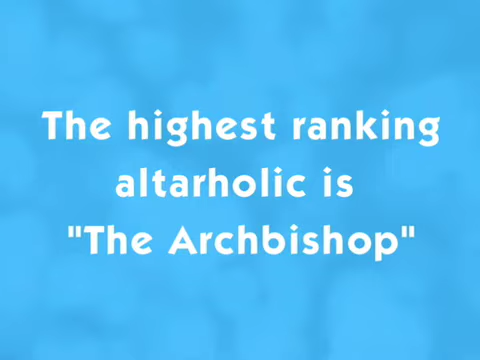 The highest ranking
altarholic is
"The Archbishop"